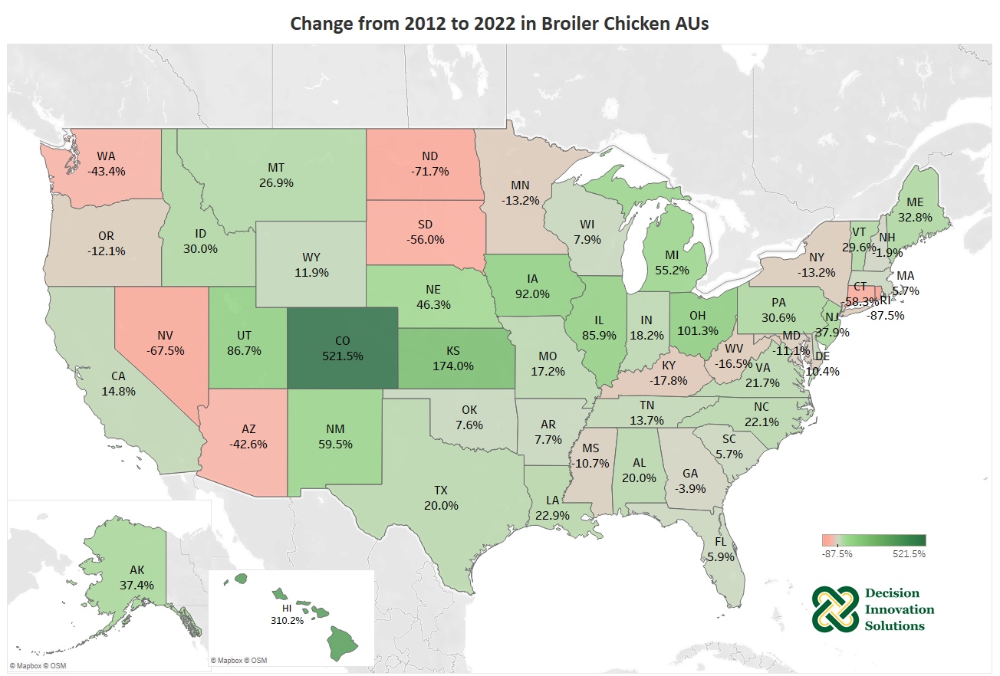 Change from 2012 to 2022 in Broiler Chicken AUs
WA
-43.4%
MT
26.9%
ND
-71.7%
MN
-13.2%
OR
-12.1%
ID
30.0%
WY
11.9%
SD
-56.0%
WI
7.9%
MI
55.2%
NY
-13.2%
VT
29.6%
NH
-1.9%
ME
32.8%
MA
5.7%
CT
-58.3%
RI
-87.5%
NV
-67.5%
UT
86.7%
CO
521.5%
NE
46.3%
KS
174.0%
IA
92.0%
IL
85.9%
IN
18.2%
OH
101.3%
PA
30.6%
NJ
37.9%
MD
-11.1%
DE
10.4%
WV
-16.5%
VA
21.7%
KY
-17.8%
MO
17.2%
CA
14.8%
AZ
-42.6%
NM
59.5%
OK
7.6%
AR
7.7%
TN
13.7%
NC
22.1%
SC
5.7%
MS
-10.7%
AL
20.0%
GA
-3.9%
TX
20.0%
LA
22.9%
FL
5.9%
AK
37.4%
HI
310.2%
-87.5% 521.5%
Decision
Innovation
Solutions
© Mapbox © OSM
© Mapbox © OSM